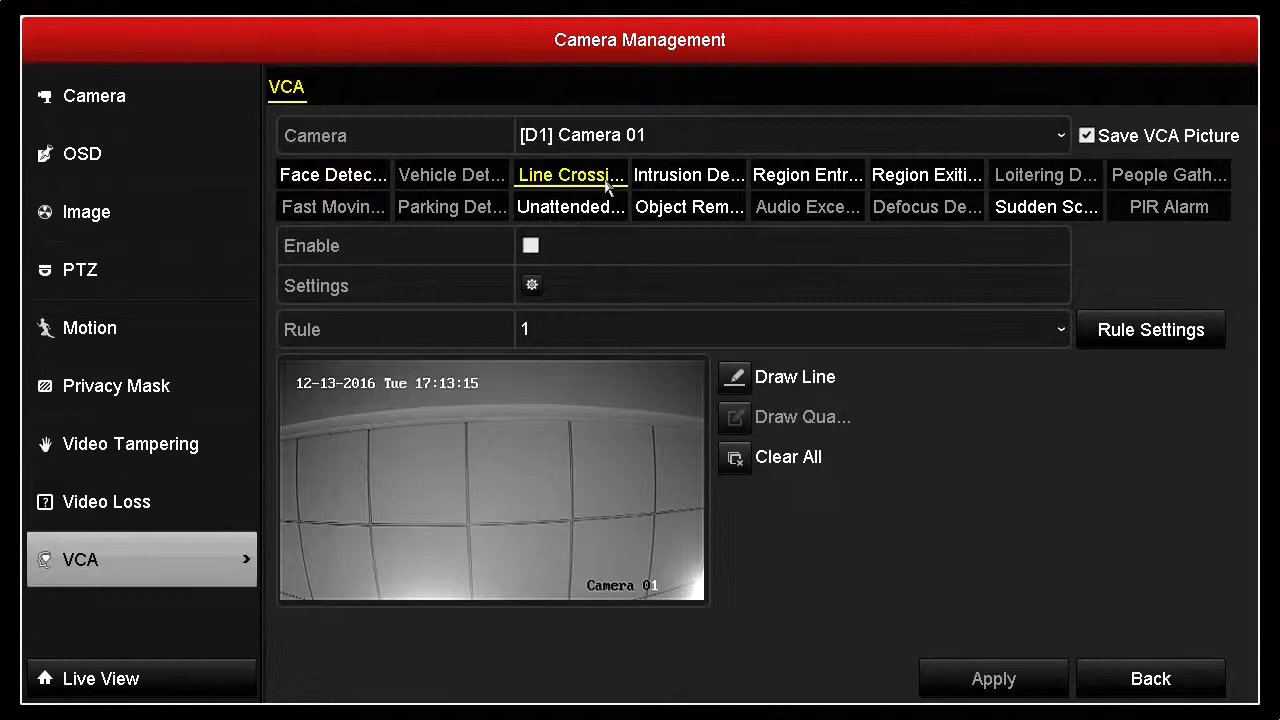 Camera Management
Camera
OSD
Image
PTZ
Motion
Privacy Mask
Video Tampering
Video Loss
VCA
Live View
VCA
Camera [D1] Camera 01 Save VCA Picture
Face Detec... Vehicle Det... Line Crossi... Intrusion De... Region Entr... Region Exiti... Loitering D... People Gath...
Fast Movin... Parking Det... Unattended... Object Rem... Audio Exce... Defocus De... Sudden Sc... PIR Alarm
Enable
Settings
Rule 1 Rule Settings
12-13-2016 Tue 17:13:15
Camera 01
Draw Line
Draw Qua...
Clear All
Apply Back